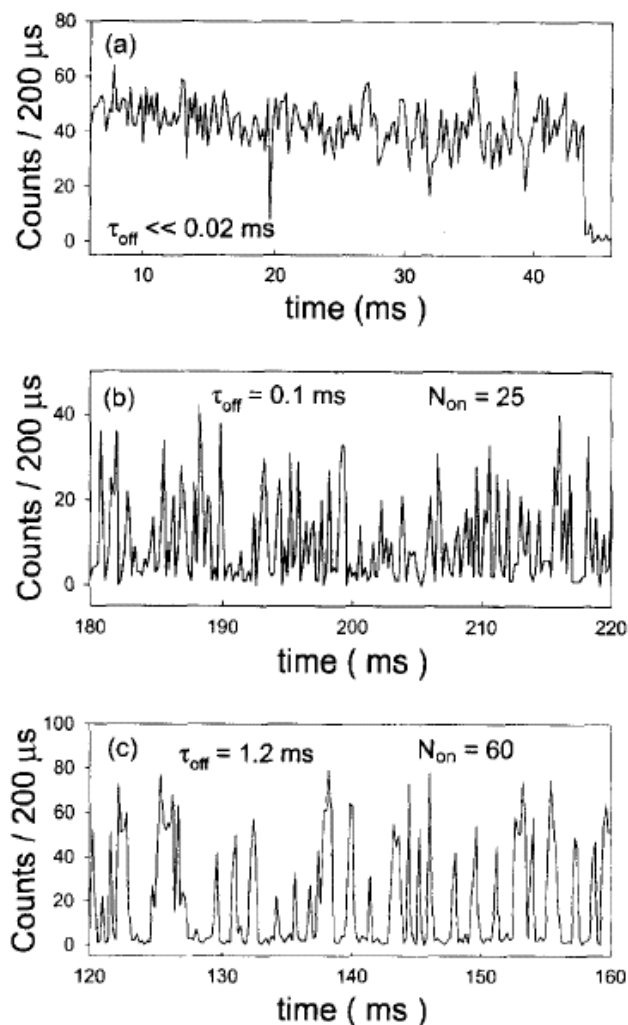 (a)
80
60
40
20
0
Counts / 200 μs
τoff << 0.02 ms
10 20 30 40
time (ms )
(b)
τoff = 0.1 ms Non = 25
40
20
0
Counts / 200 μs
180 190 200 210 220
time ( ms )
(c)
τoff = 1.2 ms Non = 60
100
80
60
40
20
0
Counts / 200 μs
120 130 140 150 160
time ( ms )